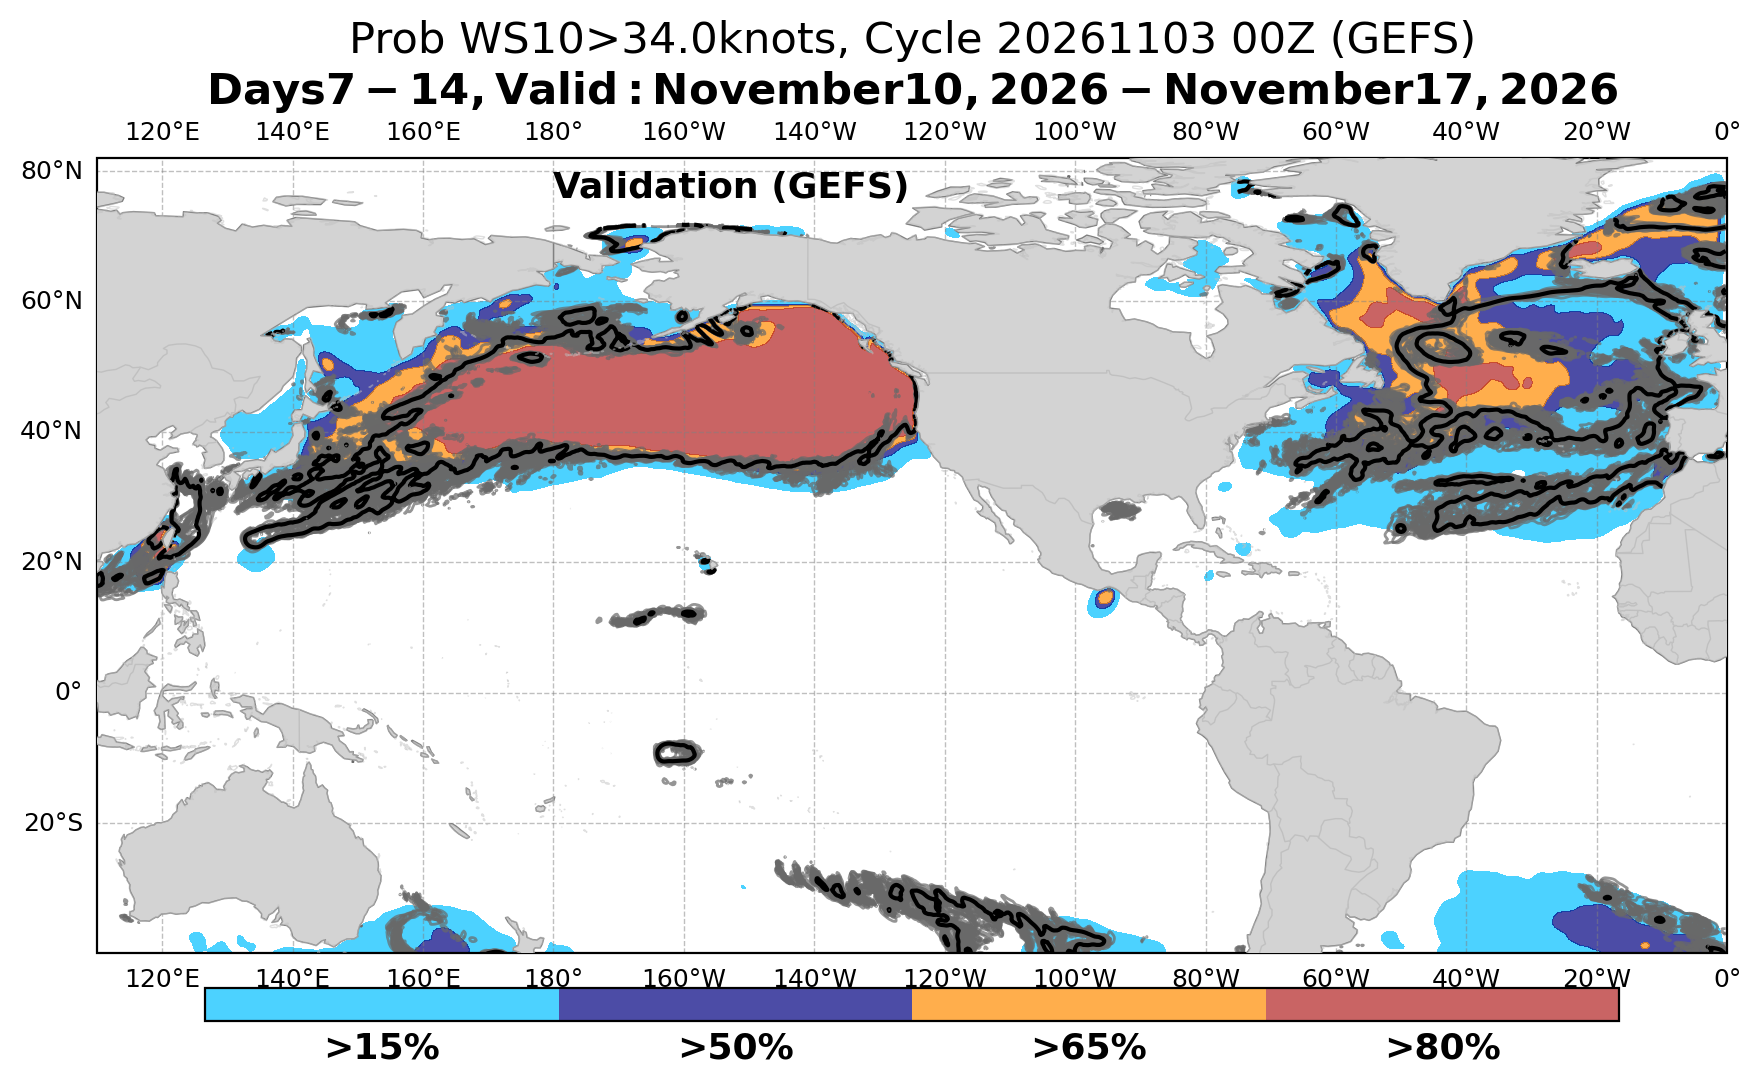 Prob WS10>34.0knots, Cycle 20261103 00Z (GEFS)
Days7 − 14, Valid : November10, 2026 − November17, 2026
120°E 140°E 160°E 180° 160°W 140°W 120°W 100°W 80°W 60°W 40°W 20°W 0°
80°N
Validation (GEFS)
60°N
40°N
20°N
0°
20°S
120°E 140°E 160°E 180° 160°W 140°W 120°W 100°W 80°W 60°W 40°W 20°W 0°
>15% >50% >65% >80%